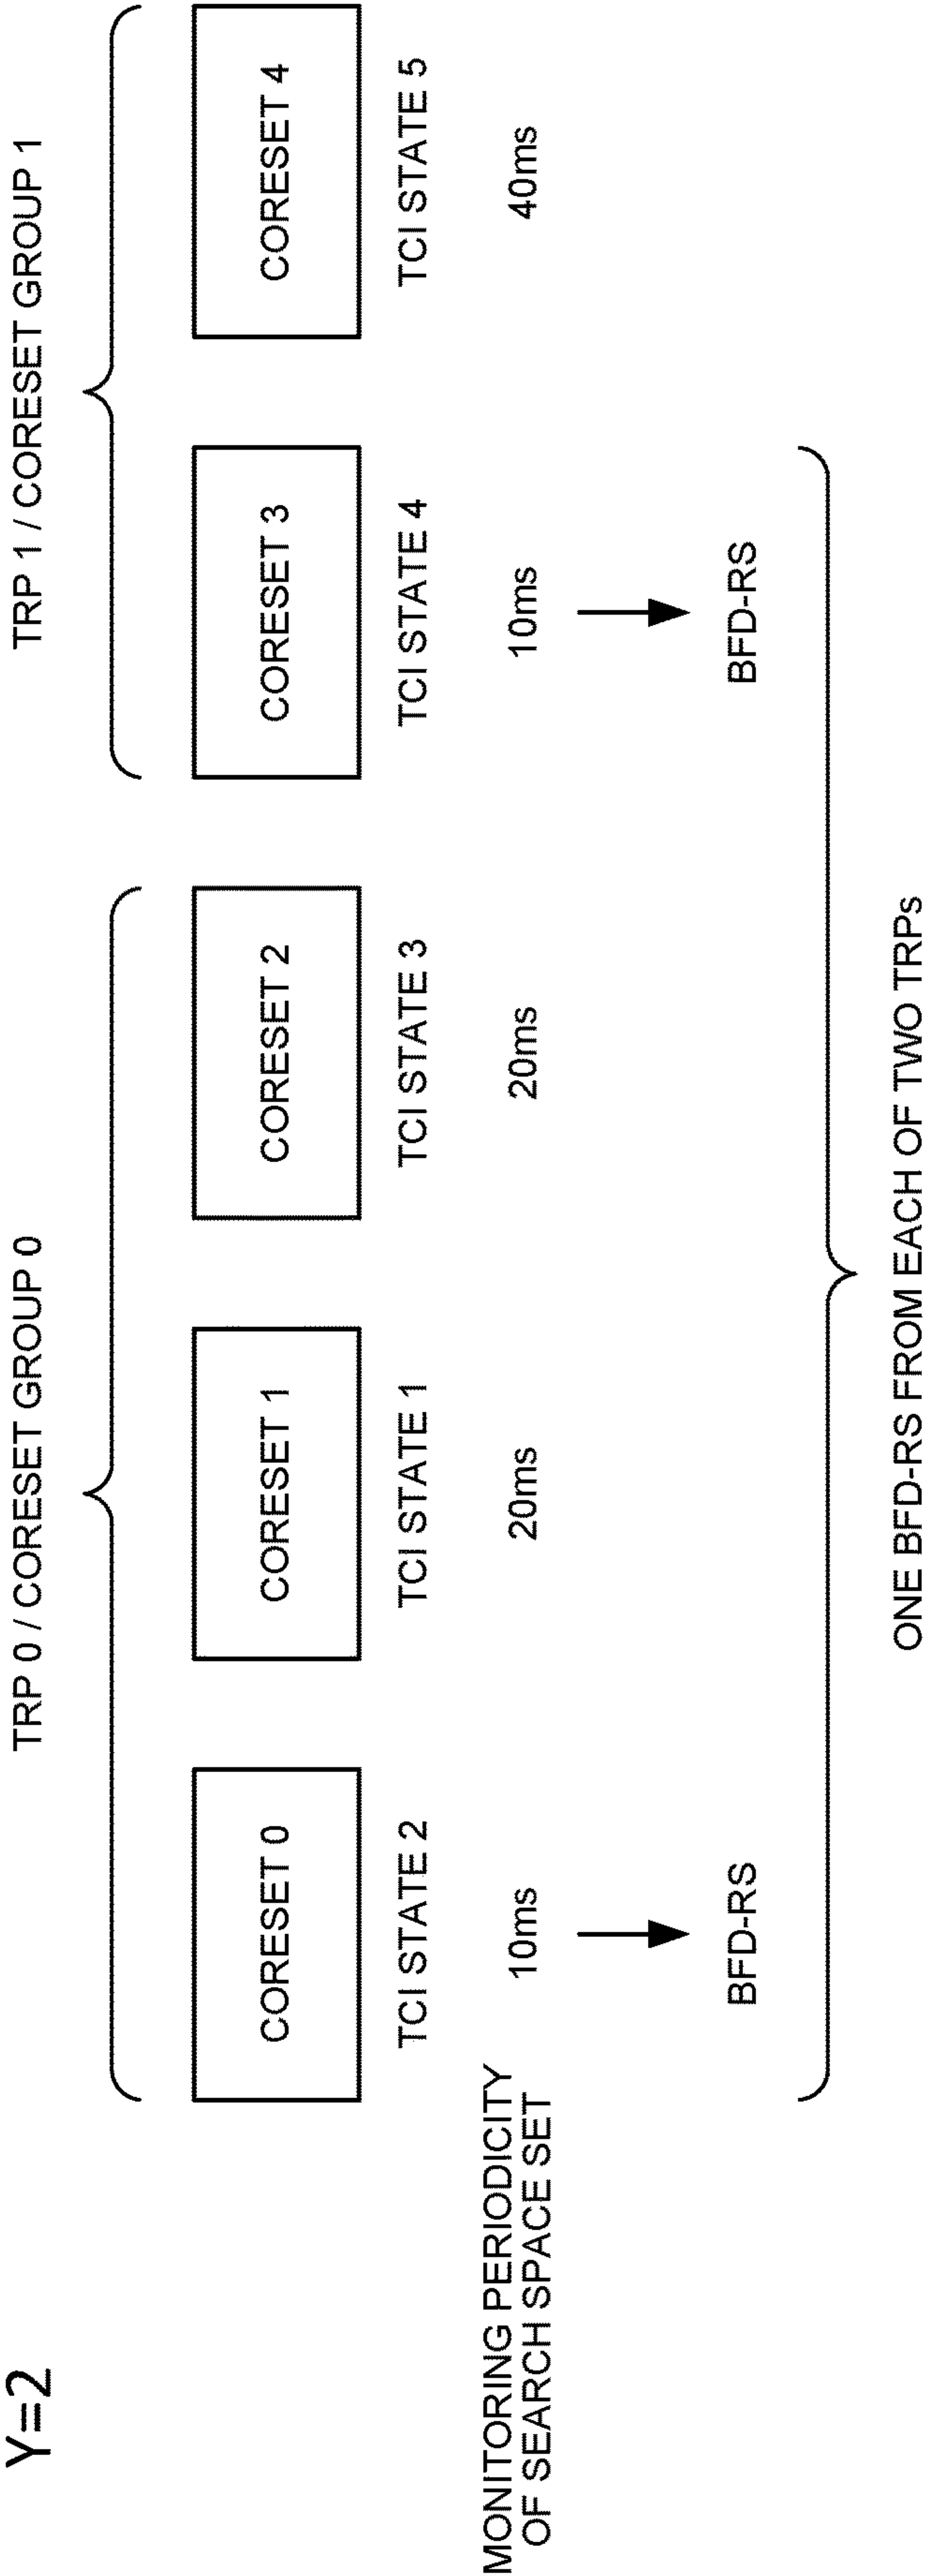 Y=2
TRP 0 / CORESET GROUP 0
TRP 1 / CORESET GROUP 1
CORESET 0
CORESET 1
CORESET 2
CORESET 3
CORESET 4
TCI STATE 2
TCI STATE 1
TCI STATE 3
TCI STATE 4
TCI STATE 5
MONITORING PERIODICITY
OF SEARCH SPACE SET
10ms
20ms
20ms
10ms
40ms
BFD-RS
BFD-RS
ONE BFD-RS FROM EACH OF TWO TRPs